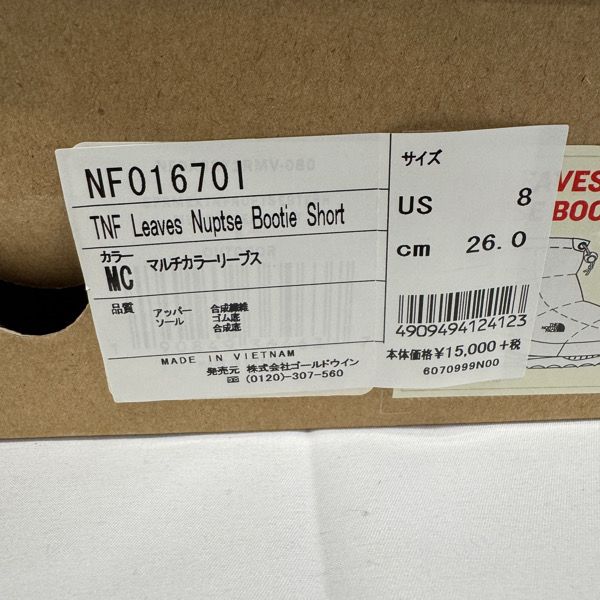 NF01670I
TNF Leaves Nuptse Bootie Short
カラー
MC マルチカラーリーブス
品質
アッパー 合成繊維
ソール ゴム底
合成底
MADE IN VIETNAM
発売元 株式会社ゴールドウイン
(0120)-307-560
サイズ
US 8
cm 26.0
4909494124123
本体価格¥15,000+税
6070999N00
AVES
BOO